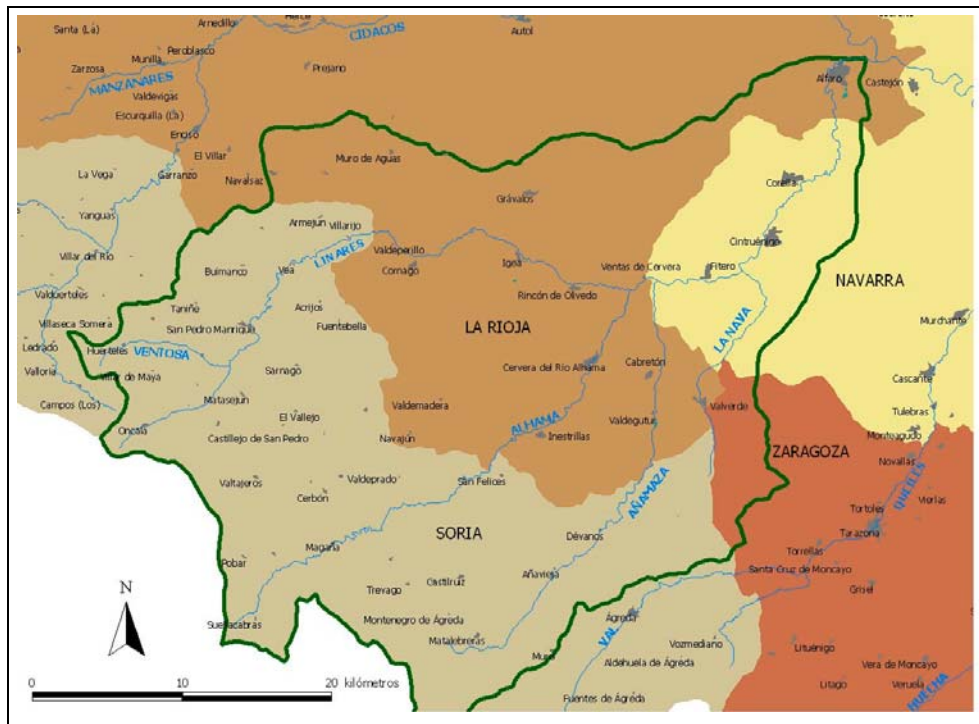 Santa (La)
Arnedillo
CIDACOS
Autol
Peroblasco
Munilla
Zarzosa
Presano
MANZANARES
Valdevigas
Escurquilla (La)
Enciso
Alfaro
Castejón
El Villar
La Vega
Garranzo
Navalsaz
Muro de Aguas
Corella
Grávalos
Yanguas
Armejún
Villarijo
Cintruénigo
Villar del Río
Buimanco
Vea
LINARES
Valdeperillo
Cornago
Igea
Ventas de Cervera
Fitero
NAVARRA
Valduerteles
Taniñe
Acrijos
Rincón de Olivedo
Villaseca Somera
San Pedro Manrique
Fuentebella
LA RIOJA
LA NAVA
Murchante
Ledrado
Huérteles
VENTOSA
Valloria
Villar de Maya
Sarnago
Cervera del Río Alhama
Cabretón
Cascante
Campos (Los)
Matasejun
Valdemadera
Valverde
Tulebras
Oncala
El Vallejo
ALHAMA
Valdegutur
Castillejo de San Pedro
Navajún
Inestrillas
Monteagudo
ZARAGOZA
Novallas
Valtajeros
Valdeprado
San Felices
QUEILES
Cerbón
AÑAMAZA
Vierlas
Tortoles
SORIA
Dévanos
Tarazona
Magaña
Torrellas
Pobar
Añavieja
Santa Cruz de Moncayo
Trevago
Castilruiz
Grisel
N
Suellacabrás
Montenegro de Ágreda
Ágreda
Matalebreras
VAL
Vozmediano
Lituénigo
Muro
Aldehuela de Ágreda
Vera de Moncayo
Litago
Veruela
Fuentes de Ágreda
HUECHA
0 10 20 kilómetros